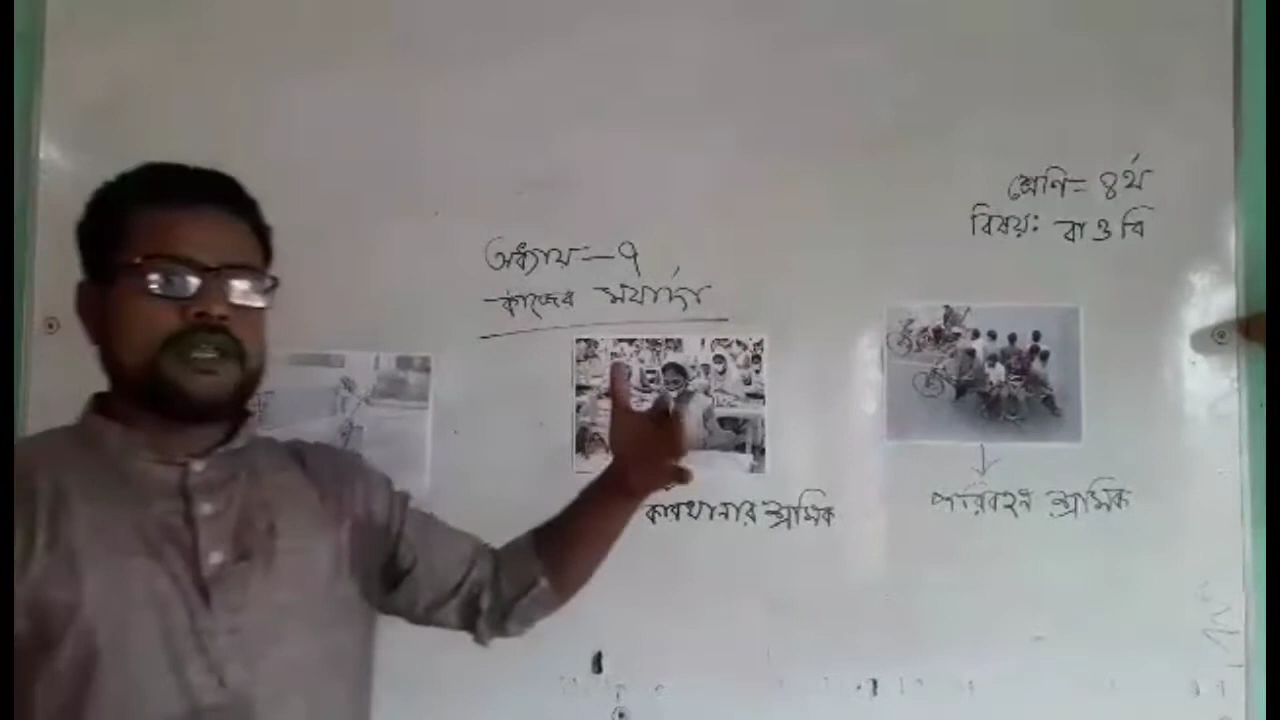 শ্রেণি= ৪র্থ
বিষয়ঃ বা ও বি
অধ্যায়-৭
কাজের মর্যাদা
কারখানার শ্রমিক
পরিবহন শ্রমিক